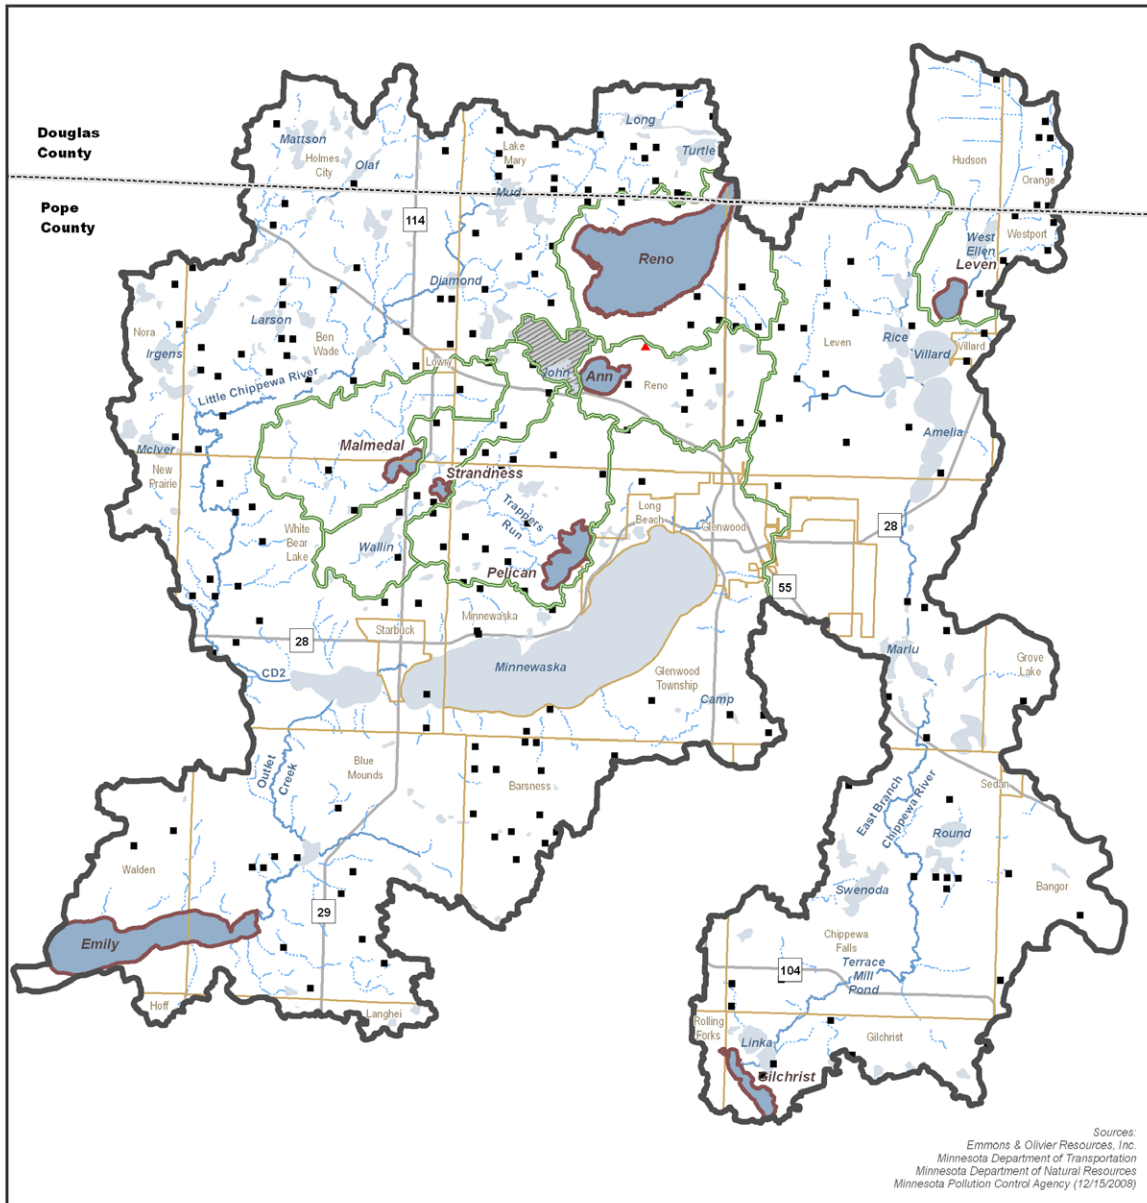 Douglas
County
Pope
County
Mattson
Holmes
City
Olaf
Lake
Mary
Mud
Long
Turtle
Hudson
Orange
Westport
West
Ellen
Leven
114
Reno
Diamond
Nora
Irgens
Larson
Ben
Wade
Lowry
John
Ann
Reno
Leven
Rice
Villard
Villard
Little Chippewa River
McIver
New
Prairie
Malmedal
Strandness
Amelia
Trappers
Run
Long
Beach
Glenwood
28
White
Bear
Lake
Wallin
Pelican
55
Minnewaska
Starbuck
28
CD2
Minnewaska
Glenwood
Township
Camp
Marlu
Grove
Lake
Outlet
Creek
Blue
Mounds
Barsness
East Branch
Chippewa River
Sedan
Round
Walden
Swenoda
Bangor
29
Emily
Chippewa
Falls
Terrace
Mill
Pond
104
Hoff
Langhei
Rolling
Forks
Linka
Gilchrist
Gilchrist
Sources:
Emmons & Olivier Resources, Inc.
Minnesota Department of Transportation
Minnesota Department of Natural Resources
Minnesota Pollution Control Agency (12/15/2008)